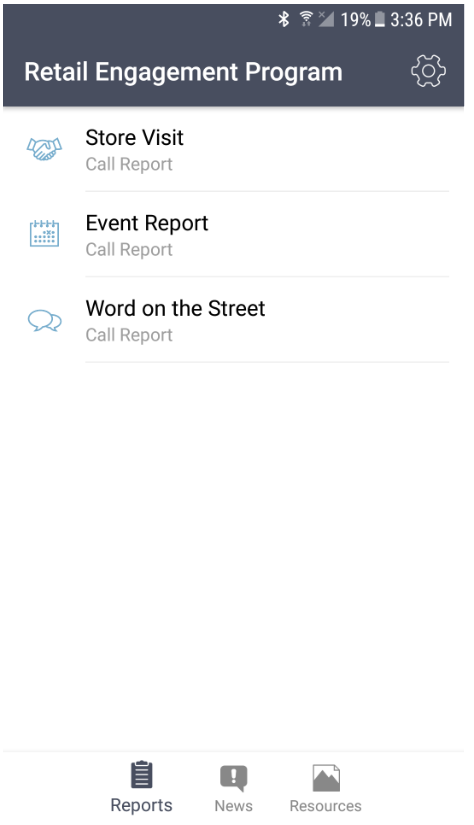 19% 3:36 PM
Retail Engagement Program
Store Visit
Call Report
Event Report
Call Report
Word on the Street
Call Report
Reports News Resources